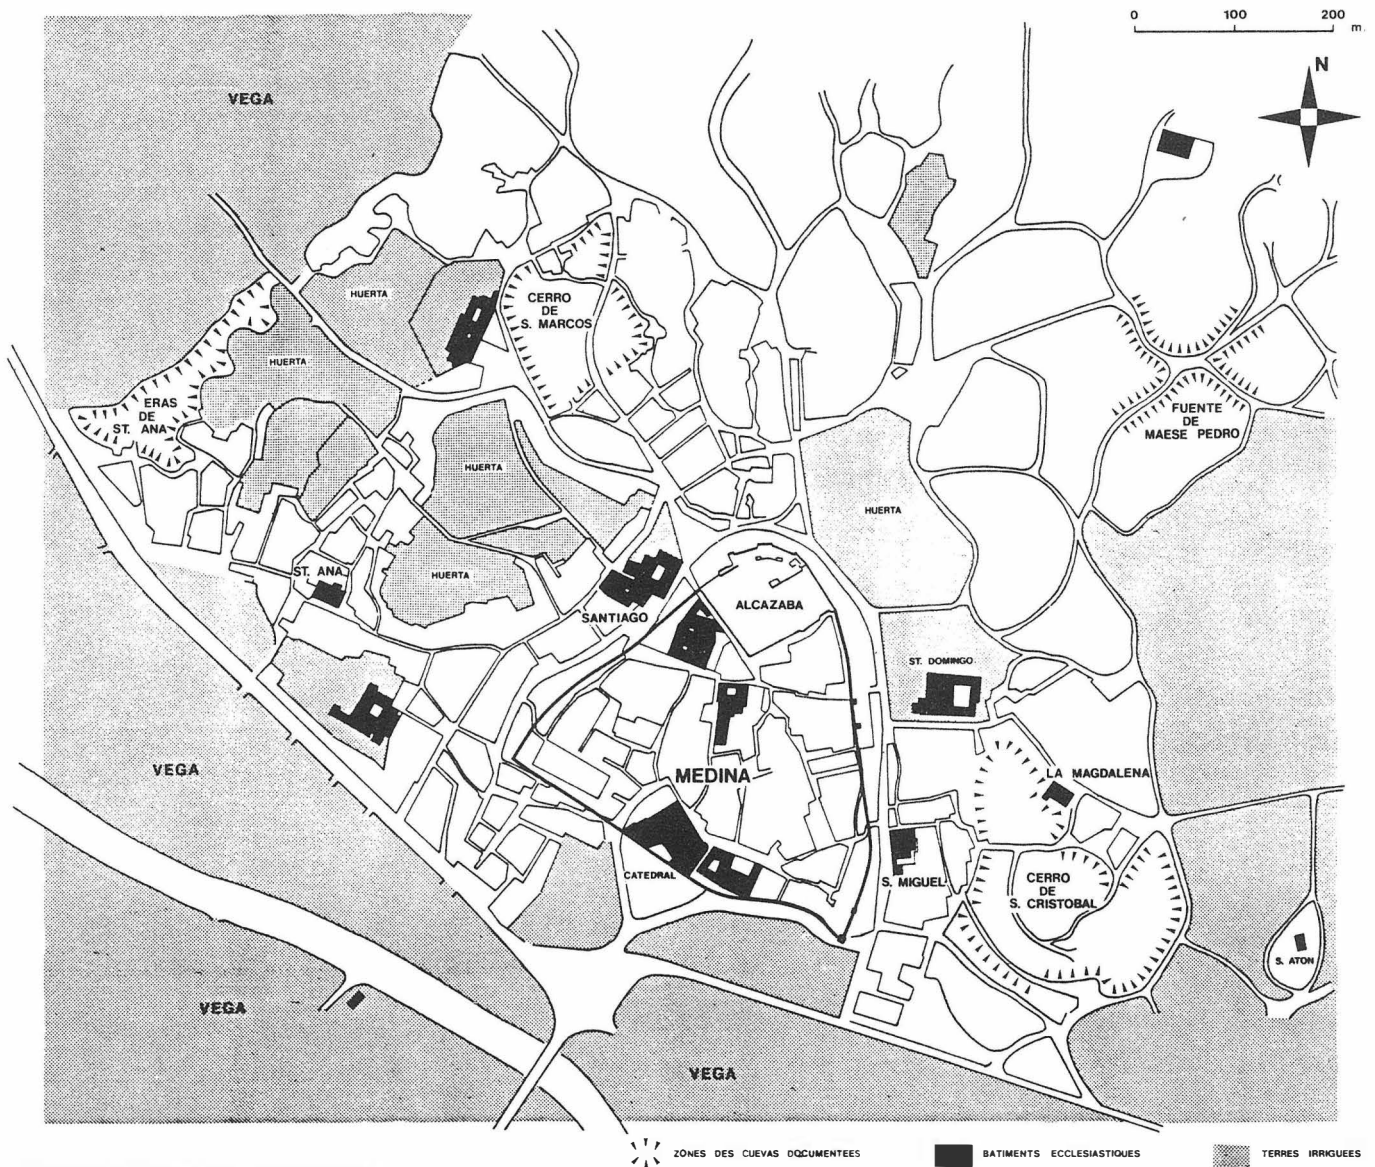 0 100 200
m.
N
VEGA
HUERTA
CERRO
DE
S. MARCOS
HUERTA
ERAS
DE
ST. ANA
FUENTE
DE
MAESE PEDRO
HUERTA
HUERTA
ST. ANA
HUERTA
SANTIAGO
ALCAZABA
ST. DOMINGO
VEGA
MEDINA
LA MAGDALENA
CATEDRAL
S. MIGUEL
CERRO
DE
S. CRISTOBAL
S. ATON
VEGA
VEGA
ZONES DES CUEVAS DOCUMENTEES
BATIMENTS ECCLESIASTIQUES
TERRES IRRIGUEES